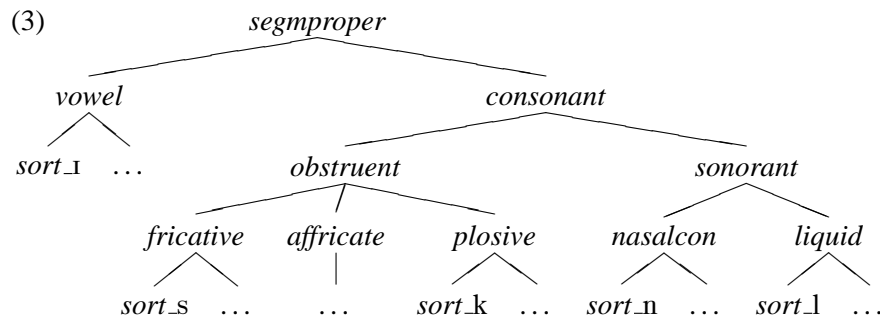 (3) segmproper
vowel consonant
sort_ɪ ... obstruent sonorant
fricative affricate plosive nasalcon liquid
sort_s ... ... sort_k ... sort_n ... sort_l ...